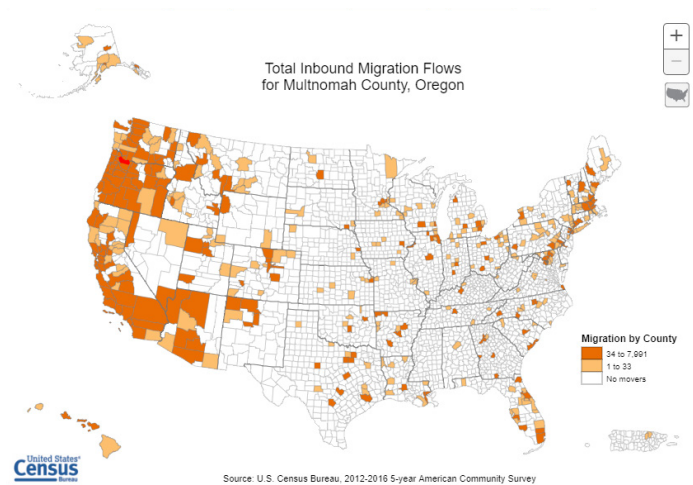 Total Inbound Migration Flows
for Multnomah County, Oregon
+
−
Migration by County
34 to 7,991
1 to 33
No movers
United States®
Census
Bureau
Source: U.S. Census Bureau, 2012-2016 5-year American Community Survey